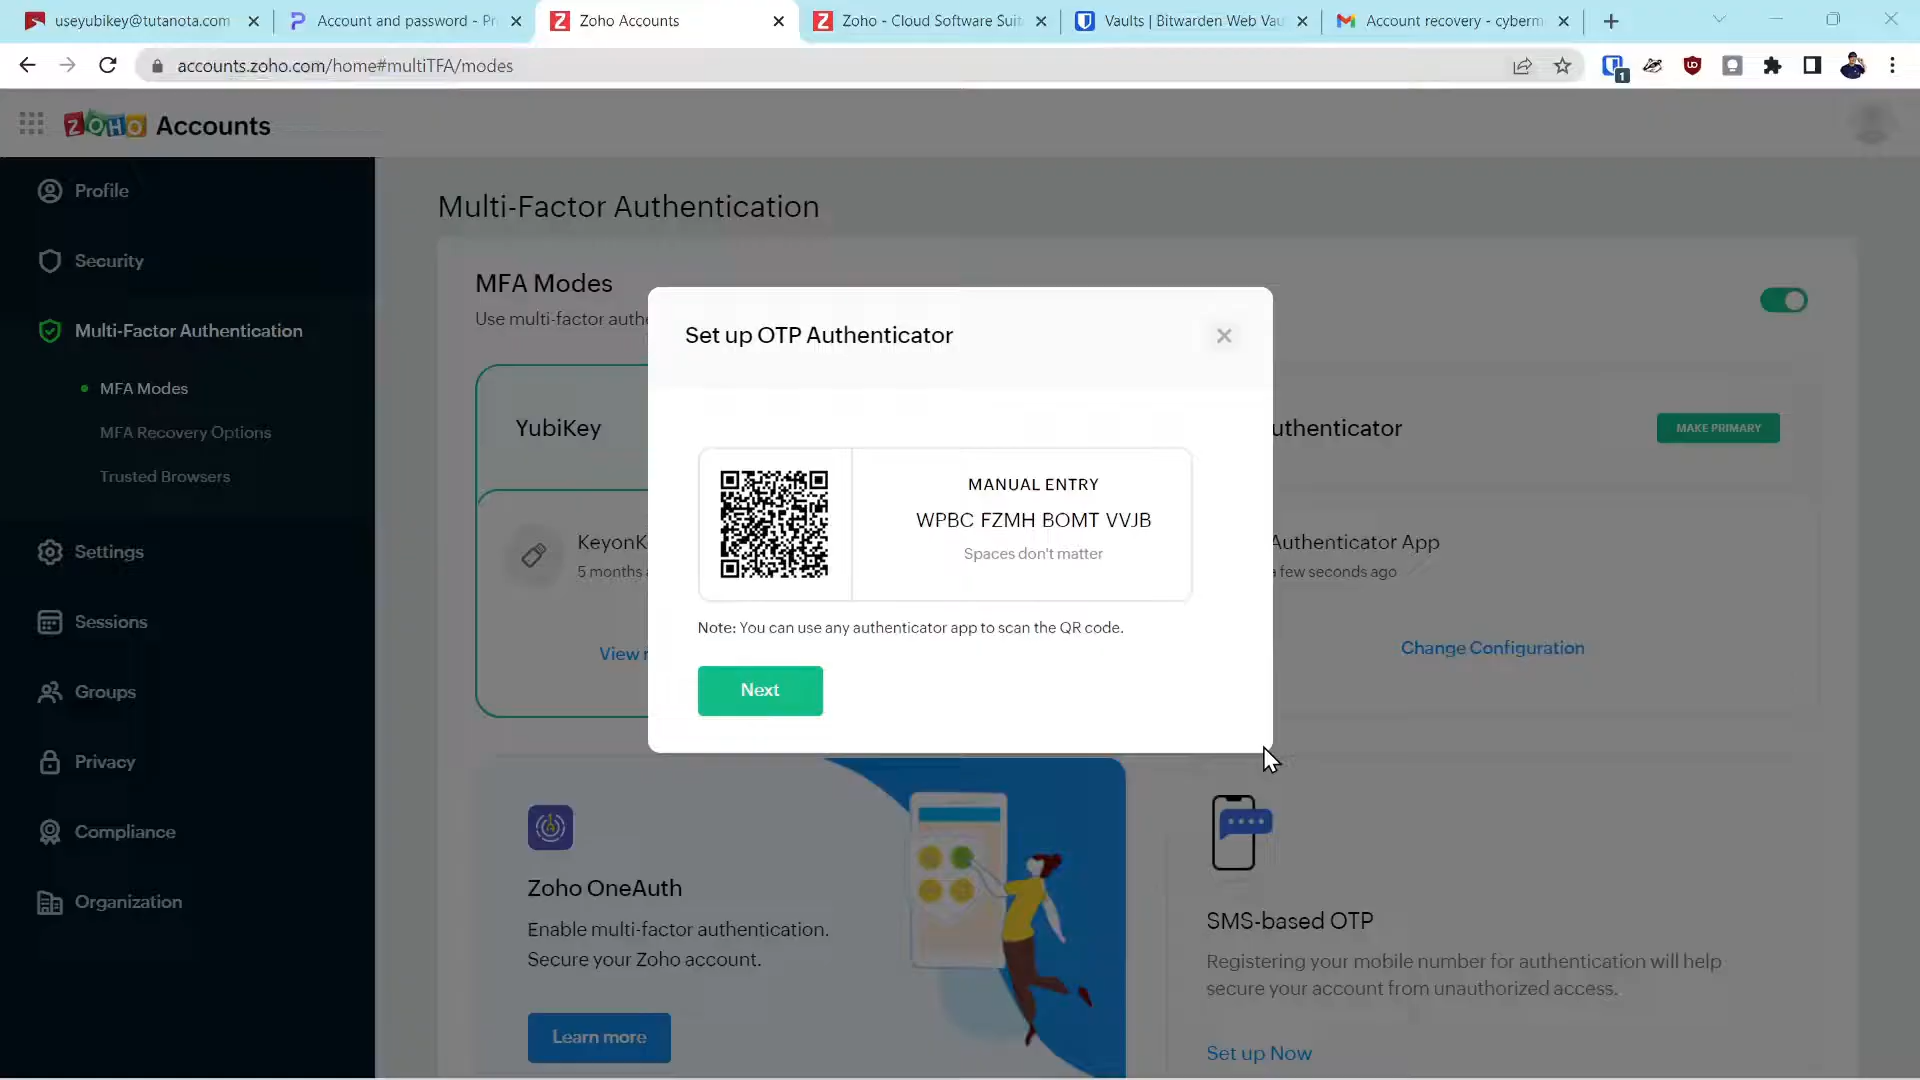 useyubikey@tutanota.com
Account and password - Pr
Zoho Accounts
Zoho - Cloud Software Suit
Vaults | Bitwarden Web Vau
Account recovery - cyberm
accounts.zoho.com/home#multiTFA/modes
1
ZOHO Accounts
Profile
Security
Multi-Factor Authentication
MFA Modes
MFA Recovery Options
Trusted Browsers
Settings
Sessions
Groups
Privacy
Compliance
Organization
Multi-Factor Authentication
MFA Modes
Use multi-factor authe
YubiKey
KeyonK
5 months a
View r
Set up OTP Authenticator
MANUAL ENTRY
WPBC FZMH BOMT VVJB
Spaces don't matter
Note: You can use any authenticator app to scan the QR code.
Next
uthenticator
MAKE PRIMARY
Authenticator App
a few seconds ago
Change Configuration
Zoho OneAuth
Enable multi-factor authentication.
Secure your Zoho account.
Learn more
SMS-based OTP
Registering your mobile number for authentication will help
secure your account from unauthorized access.
Set up Now